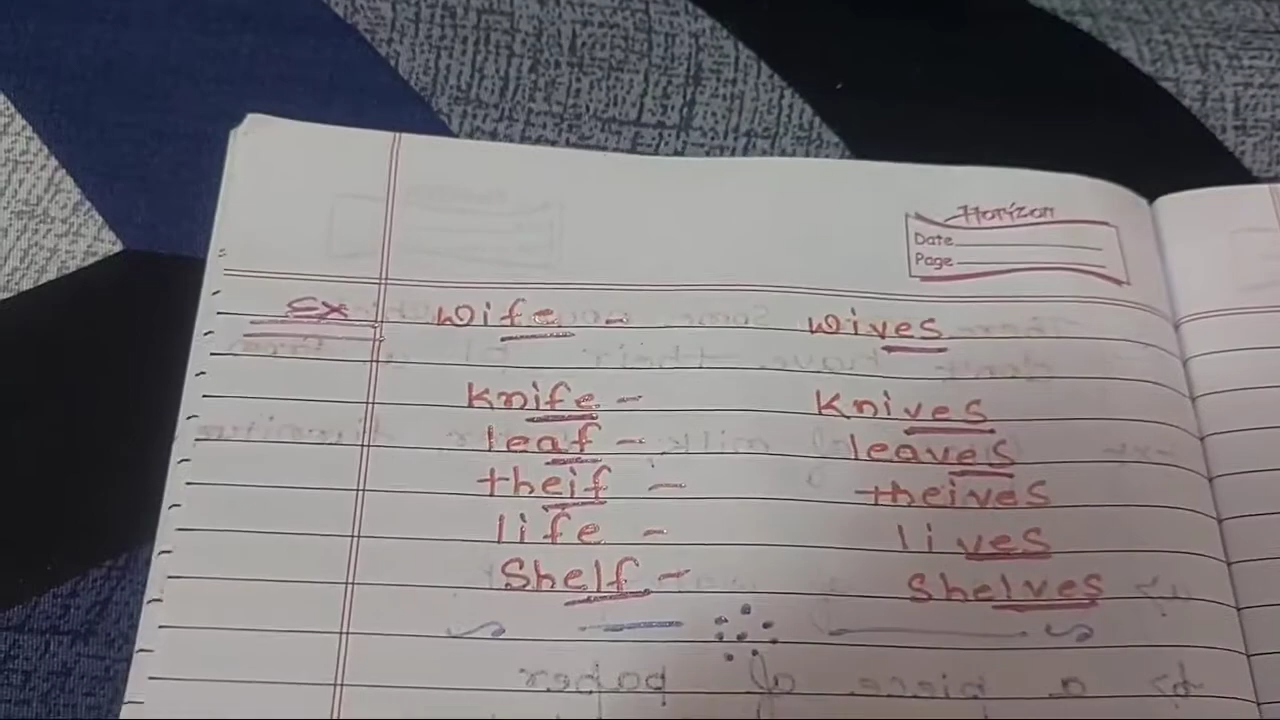 Horizon
Date
Page
Ex wife - wives
knife - knives
leaf - leaves
theif - theives
life - lives
Shelf - Shelves